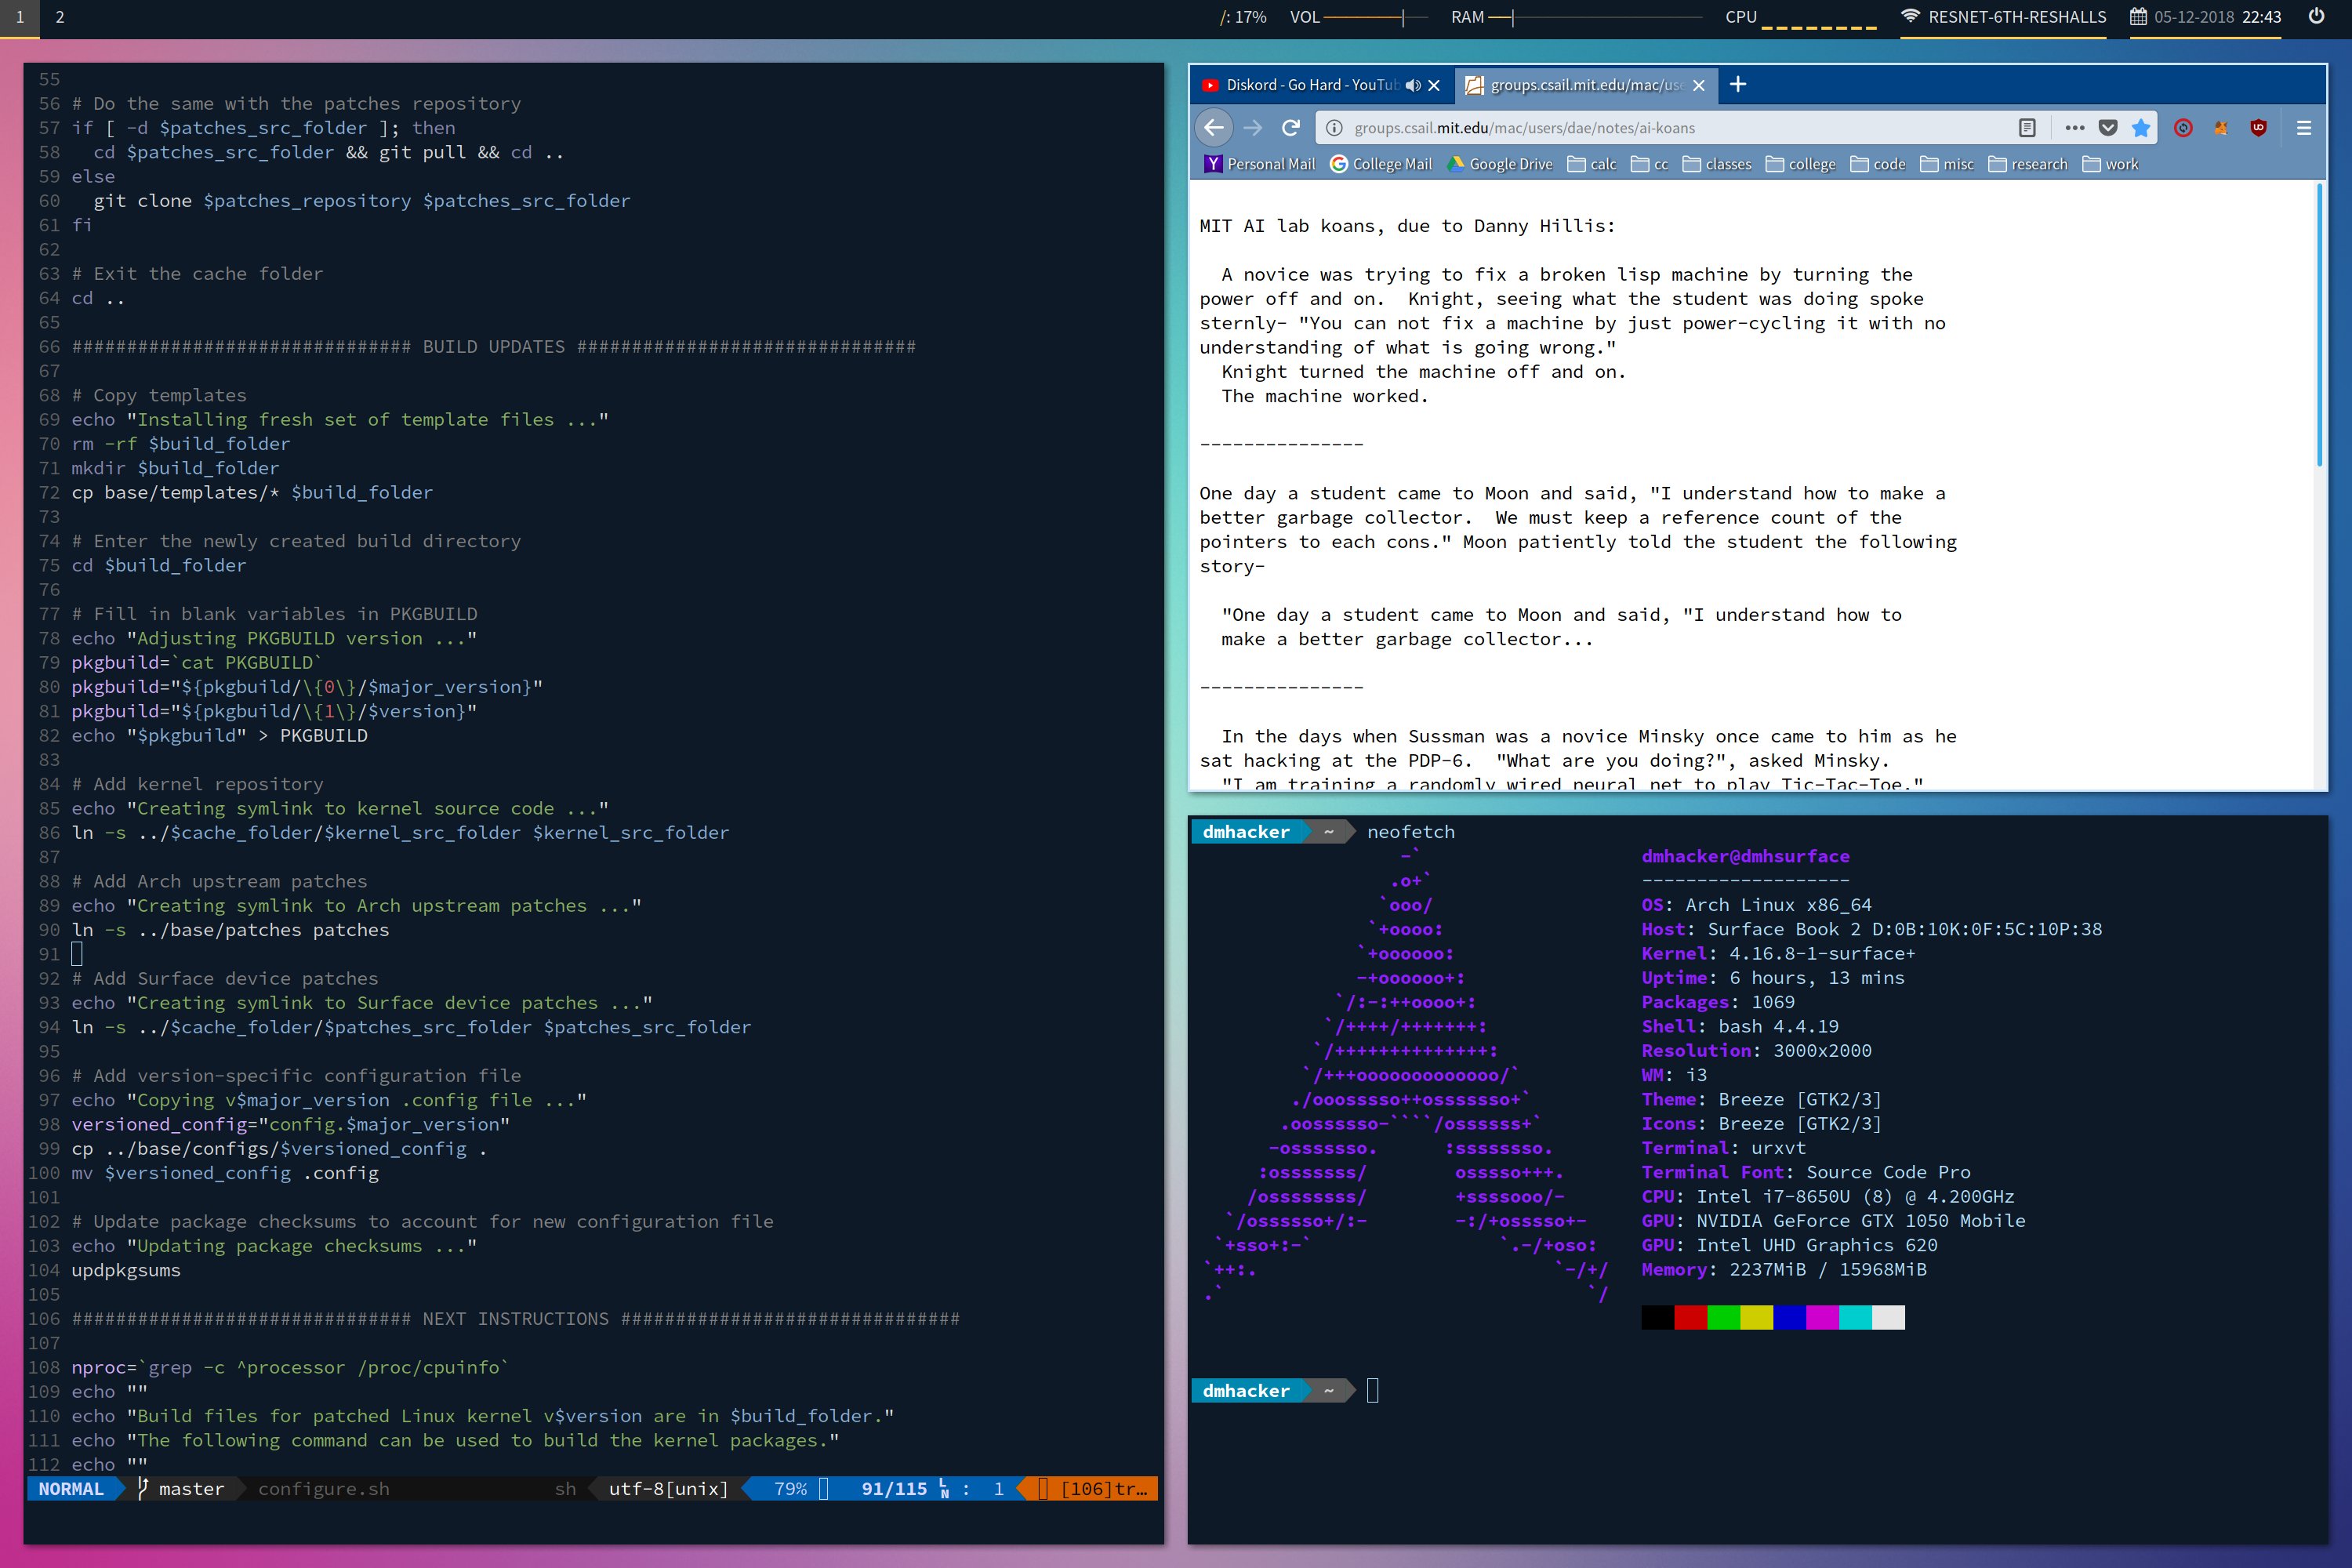 1 2 /: 17% VOL RAM CPU RESNET-6TH-RESHALLS 05-12-2018 22:43
55
56 # Do the same with the patches repository
57 if [ -d $patches_src_folder ]; then
58   cd $patches_src_folder && git pull && cd ..
59 else
60   git clone $patches_repository $patches_src_folder
61 fi
62
63 # Exit the cache folder
64 cd ..
65
66 ############################### BUILD UPDATES ###############################
67
68 # Copy templates
69 echo "Installing fresh set of template files ..."
70 rm -rf $build_folder
71 mkdir $build_folder
72 cp base/templates/* $build_folder
73
74 # Enter the newly created build directory
75 cd $build_folder
76
77 # Fill in blank variables in PKGBUILD
78 echo "Adjusting PKGBUILD version ..."
79 pkgbuild=`cat PKGBUILD`
80 pkgbuild="${pkgbuild/\{0\}/$major_version}"
81 pkgbuild="${pkgbuild/\{1\}/$version}"
82 echo "$pkgbuild" > PKGBUILD
83
84 # Add kernel repository
85 echo "Creating symlink to kernel source code ..."
86 ln -s ../$cache_folder/$kernel_src_folder $kernel_src_folder
87
88 # Add Arch upstream patches
89 echo "Creating symlink to Arch upstream patches ..."
90 ln -s ../base/patches patches
91
92 # Add Surface device patches
93 echo "Creating symlink to Surface device patches ..."
94 ln -s ../$cache_folder/$patches_src_folder $patches_src_folder
95
96 # Add version-specific configuration file
97 echo "Copying v$major_version .config file ..."
98 versioned_config="config.$major_version"
99 cp ../base/configs/$versioned_config .
100 mv $versioned_config .config
101
102 # Update package checksums to account for new configuration file
103 echo "Updating package checksums ..."
104 updpkgsums
105
106 ############################### NEXT INSTRUCTIONS ###############################
107
108 nproc=`grep -c ^processor /proc/cpuinfo`
109 echo ""
110 echo "Build files for patched Linux kernel v$version are in $build_folder."
111 echo "The following command can be used to build the kernel packages."
112 echo ""
NORMAL master configure.sh sh utf-8[unix] 79% 91/115 LN : 1 [106]tr…
Diskord - Go Hard - YouTub groups.csail.mit.edu/mac/use
groups.csail.mit.edu/mac/users/dae/notes/ai-koans
Personal Mail College Mail Google Drive calc cc classes college code misc research work
MIT AI lab koans, due to Danny Hillis:
  A novice was trying to fix a broken lisp machine by turning the
power off and on.  Knight, seeing what the student was doing spoke
sternly- "You can not fix a machine by just power-cycling it with no
understanding of what is going wrong."
  Knight turned the machine off and on.
  The machine worked.
---------------
One day a student came to Moon and said, "I understand how to make a
better garbage collector.  We must keep a reference count of the
pointers to each cons." Moon patiently told the student the following
story-
  "One day a student came to Moon and said, "I understand how to
  make a better garbage collector...
---------------
  In the days when Sussman was a novice Minsky once came to him as he
sat hacking at the PDP-6.  "What are you doing?", asked Minsky.
  "I am training a randomly wired neural net to play Tic-Tac-Toe."
dmhacker ~ neofetch
dmhacker@dmhsurface
-------------------
OS: Arch Linux x86_64
Host: Surface Book 2 D:0B:10K:0F:5C:10P:38
Kernel: 4.16.8-1-surface+
Uptime: 6 hours, 13 mins
Packages: 1069
Shell: bash 4.4.19
Resolution: 3000x2000
WM: i3
Theme: Breeze [GTK2/3]
Icons: Breeze [GTK2/3]
Terminal: urxvt
Terminal Font: Source Code Pro
CPU: Intel i7-8650U (8) @ 4.200GHz
GPU: NVIDIA GeForce GTX 1050 Mobile
GPU: Intel UHD Graphics 620
Memory: 2237MiB / 15968MiB
dmhacker ~